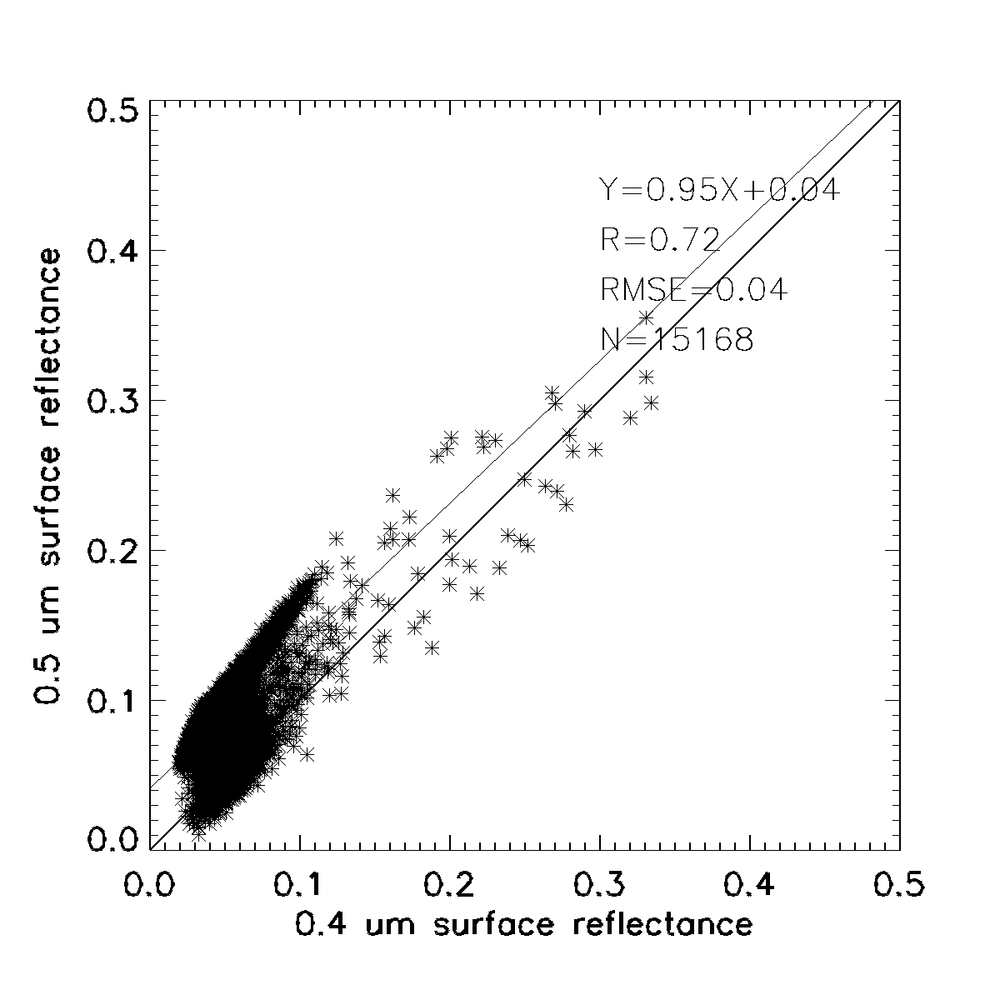 0.5
Y=0.95X+0.04
R=0.72
0.4
RMSE=0.04
N=15168
0.3
0.2
0.1
0.0
0.5 um surface reflectance
0.0 0.1 0.2 0.3 0.4 0.5
0.4 um surface reflectance